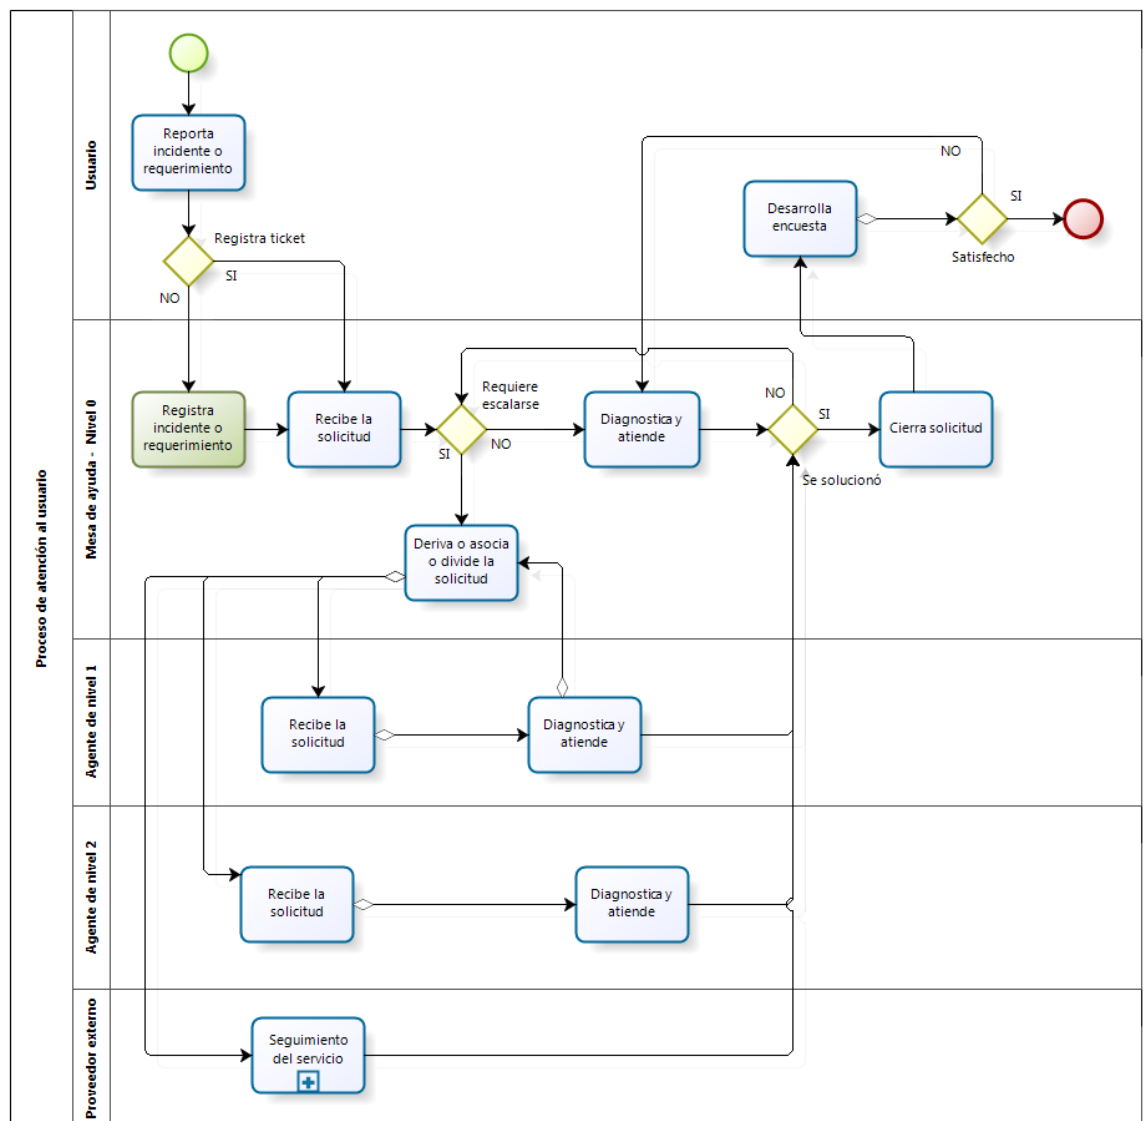 Proceso de atención al usuario
Usuario
Reporta
incidente o
requerimiento
Registra ticket
SI
NO
Desarrolla
encuesta
NO
SI
Satisfecho
Mesa de ayuda - Nivel 0
Registra
incidente o
requerimiento
Recibe la
solicitud
Requiere
escalarse
SI
NO
Diagnostica y
atiende
NO
SI
Se solucionó
Cierra solicitud
Deriva o asocia
o divide la
solicitud
Agente de nivel 1
Recibe la
solicitud
Diagnostica y
atiende
Agente de nivel 2
Recibe la
solicitud
Diagnostica y
atiende
Proveedor externo
Seguimiento
del servicio